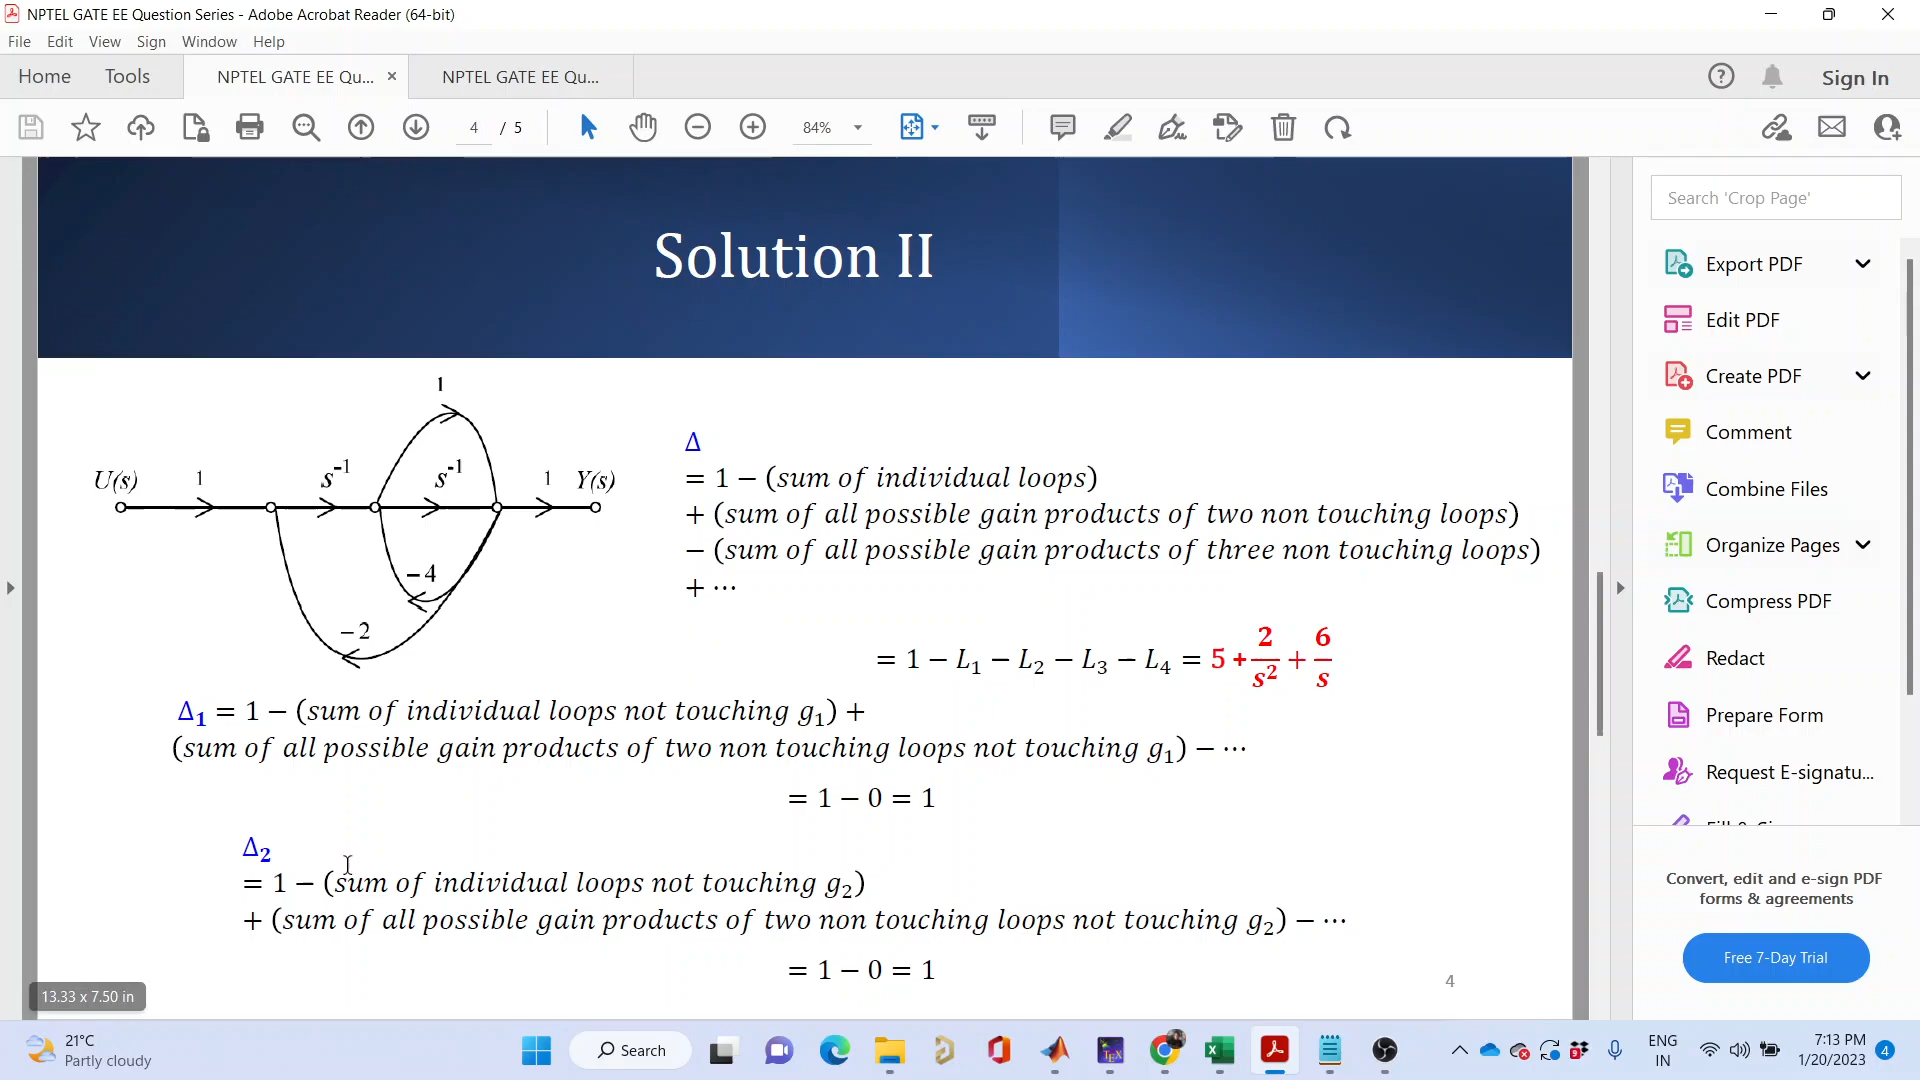 NPTEL GATE EE Question Series - Adobe Acrobat Reader (64-bit)
File Edit View Sign Window Help
Home Tools NPTEL GATE EE Qu... × NPTEL GATE EE Qu... Sign In
4 / 5 84%
Search 'Crop Page'
Solution II
Export PDF
Edit PDF
Create PDF
Comment
Combine Files
Organize Pages
Compress PDF
Redact
Prepare Form
Request E-signatu...
Convert, edit and e-sign PDF
forms & agreements
Free 7-Day Trial
1
U(s) 1 s⁻¹ s⁻¹ 1 Y(s)
−4
−2
Δ
= 1 − (sum of individual loops)
+ (sum of all possible gain products of two non touching loops)
− (sum of all possible gain products of three non touching loops)
+ ⋯
= 1 − L₁ − L₂ − L₃ − L₄ = 5 + 2/s² + 6/s
Δ₁ = 1 − (sum of individual loops not touching g₁) +
(sum of all possible gain products of two non touching loops not touching g₁) − ⋯
= 1 − 0 = 1
Δ₂
= 1 − (sum of individual loops not touching g₂)
+ (sum of all possible gain products of two non touching loops not touching g₂) − ⋯
= 1 − 0 = 1
4
13.33 x 7.50 in
21°C
Partly cloudy
Search
ENG
IN
7:13 PM
1/20/2023
4